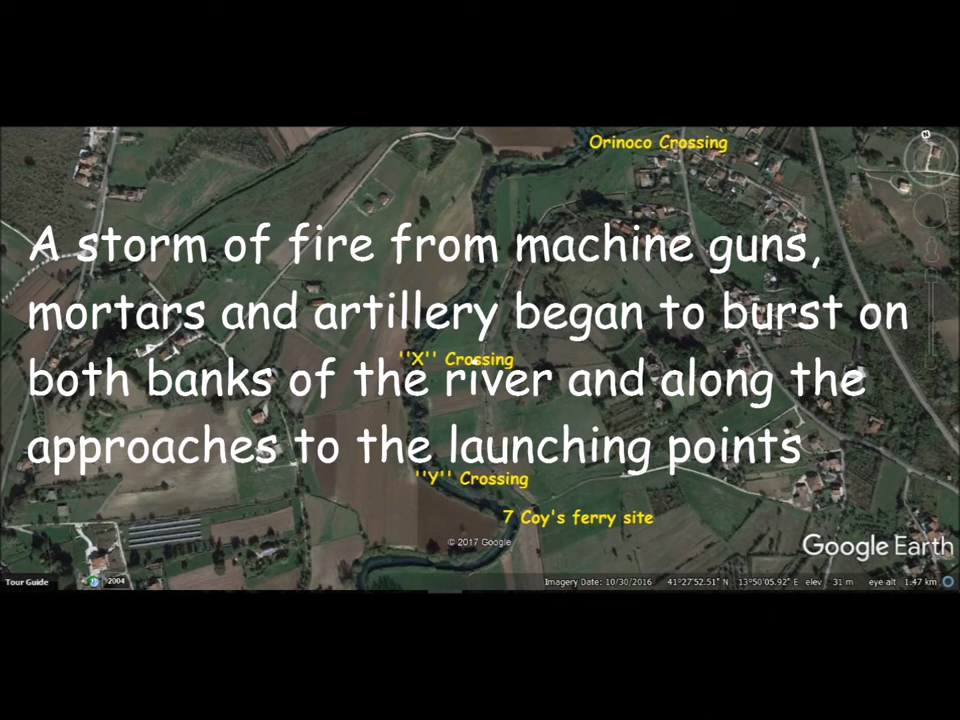 Orinoco Crossing
N
A storm of fire from machine guns,
mortars and artillery began to burst on
both banks of the river and along the
approaches to the launching points
''X'' Crossing
''Y'' Crossing
7 Coy's ferry site
© 2017 Google
Google Earth
Tour Guide
2004
Imagery Date: 10/30/2016 41°27'52.51" N 13°50'05.92" E elev 31 m eye alt 1.47 km